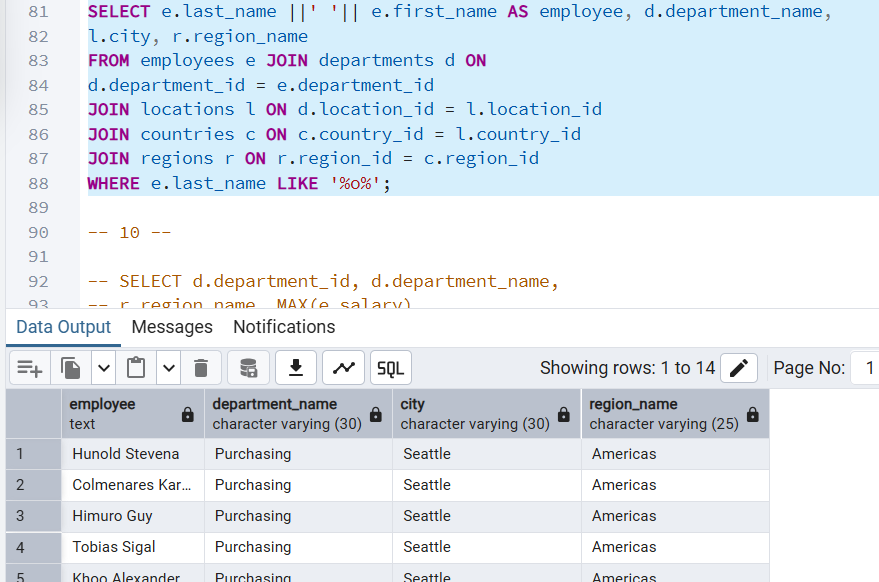 81 SELECT e.last_name ||' '|| e.first_name AS employee, d.department_name,
82 l.city, r.region_name
83 FROM employees e JOIN departments d ON
84 d.department_id = e.department_id
85 JOIN locations l ON d.location_id = l.location_id
86 JOIN countries c ON c.country_id = l.country_id
87 JOIN regions r ON r.region_id = c.region_id
88 WHERE e.last_name LIKE '%o%';
89
90 -- 10 --
91
92 -- SELECT d.department_id, d.department_name,
93 -- r.region_name, MAX(e.salary)
Data Output Messages Notifications
SQL Showing rows: 1 to 14 Page No: 1
employee department_name city region_name
text character varying (30) character varying (30) character varying (25)
1 Hunold Stevena Purchasing Seattle Americas
2 Colmenares Kar... Purchasing Seattle Americas
3 Himuro Guy Purchasing Seattle Americas
4 Tobias Sigal Purchasing Seattle Americas
5 Khoo Alexander Purchasing Seattle Americas